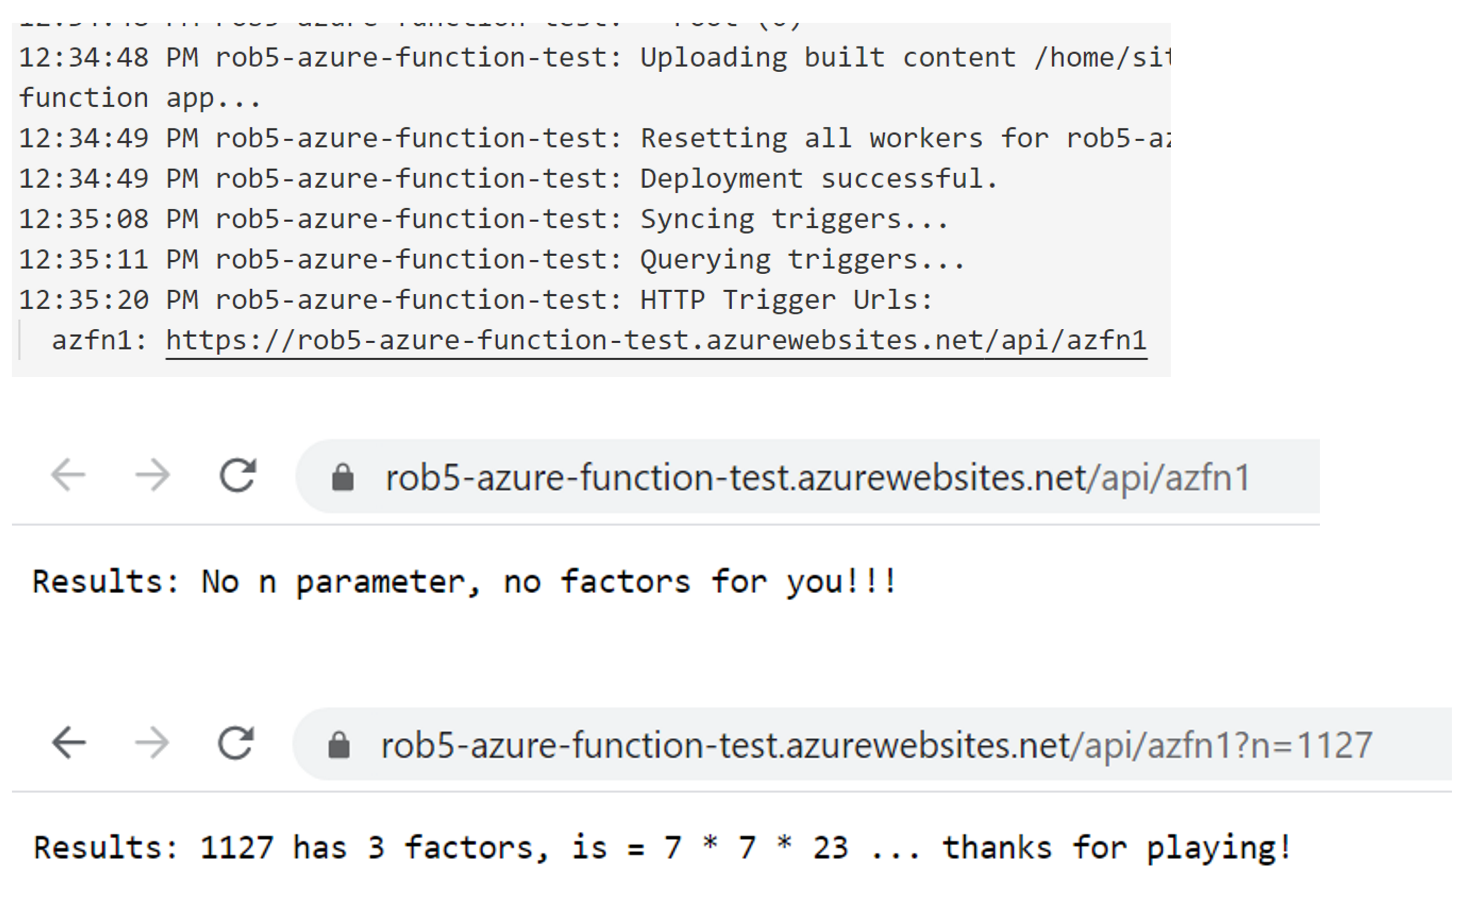 12:34:48 PM rob5-azure-function-test: Uploading built content /home/sit
function app...
12:34:49 PM rob5-azure-function-test: Resetting all workers for rob5-az
12:34:49 PM rob5-azure-function-test: Deployment successful.
12:35:08 PM rob5-azure-function-test: Syncing triggers...
12:35:11 PM rob5-azure-function-test: Querying triggers...
12:35:20 PM rob5-azure-function-test: HTTP Trigger Urls:
azfn1: https://rob5-azure-function-test.azurewebsites.net/api/azfn1
rob5-azure-function-test.azurewebsites.net/api/azfn1
Results: No n parameter, no factors for you!!!
rob5-azure-function-test.azurewebsites.net/api/azfn1?n=1127
Results: 1127 has 3 factors, is = 7 * 7 * 23 ... thanks for playing!